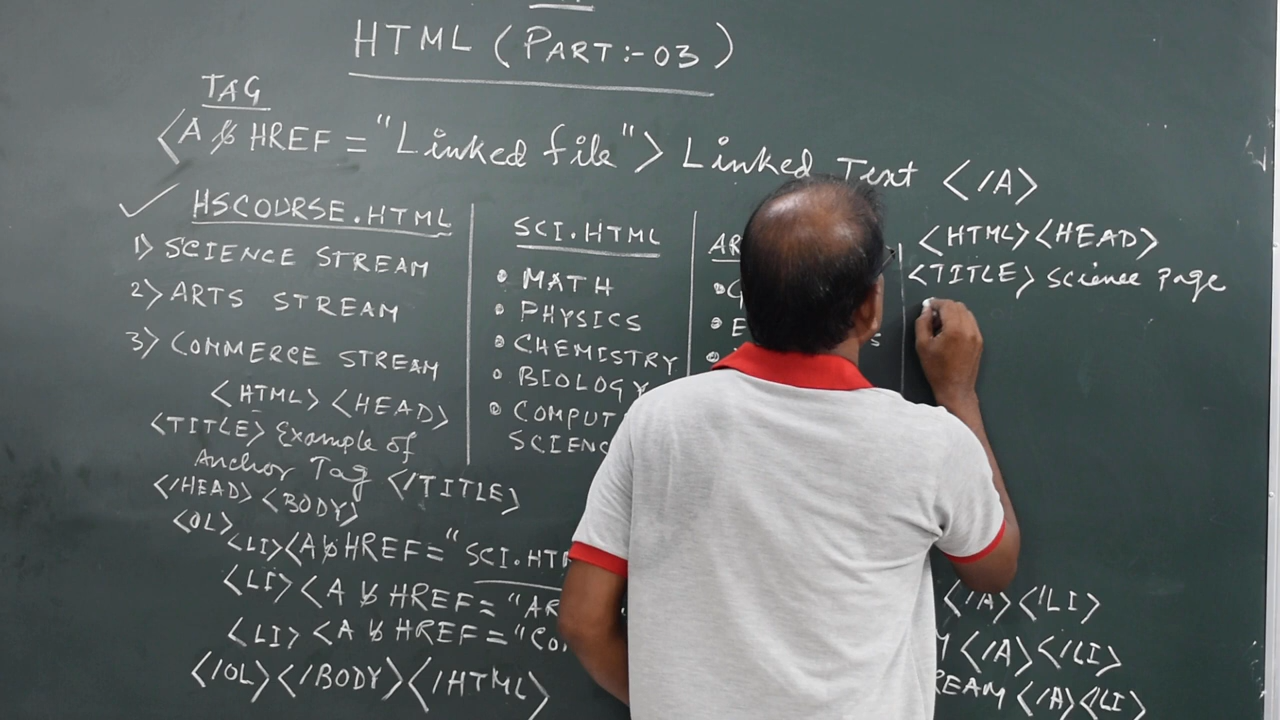 HTML (PART:- 03)
TAG
<A ƀ HREF = "Linked file"> Linked Text </A>
✓ HSCOURSE.HTML
1> SCIENCE STREAM
2> ARTS STREAM
3> COMMERCE STREAM
<HTML><HEAD>
<TITLE> Example of
Anchor Tag </TITLE>
</HEAD><BODY>
<OL>
<LI><A ƀ HREF="SCI.HT
<LI><A ƀ HREF="AR
<LI><A ƀ HREF="Co
</OL></BODY></HTML>
SCI.HTML
• MATH
• PHYSICS
• CHEMISTRY
• BIOLOGY
• COMPUT
SCIENC
AR
<HTML><HEAD>
<TITLE> Science Page
</A></LI>
</A></LI>
REAM </A><LI>